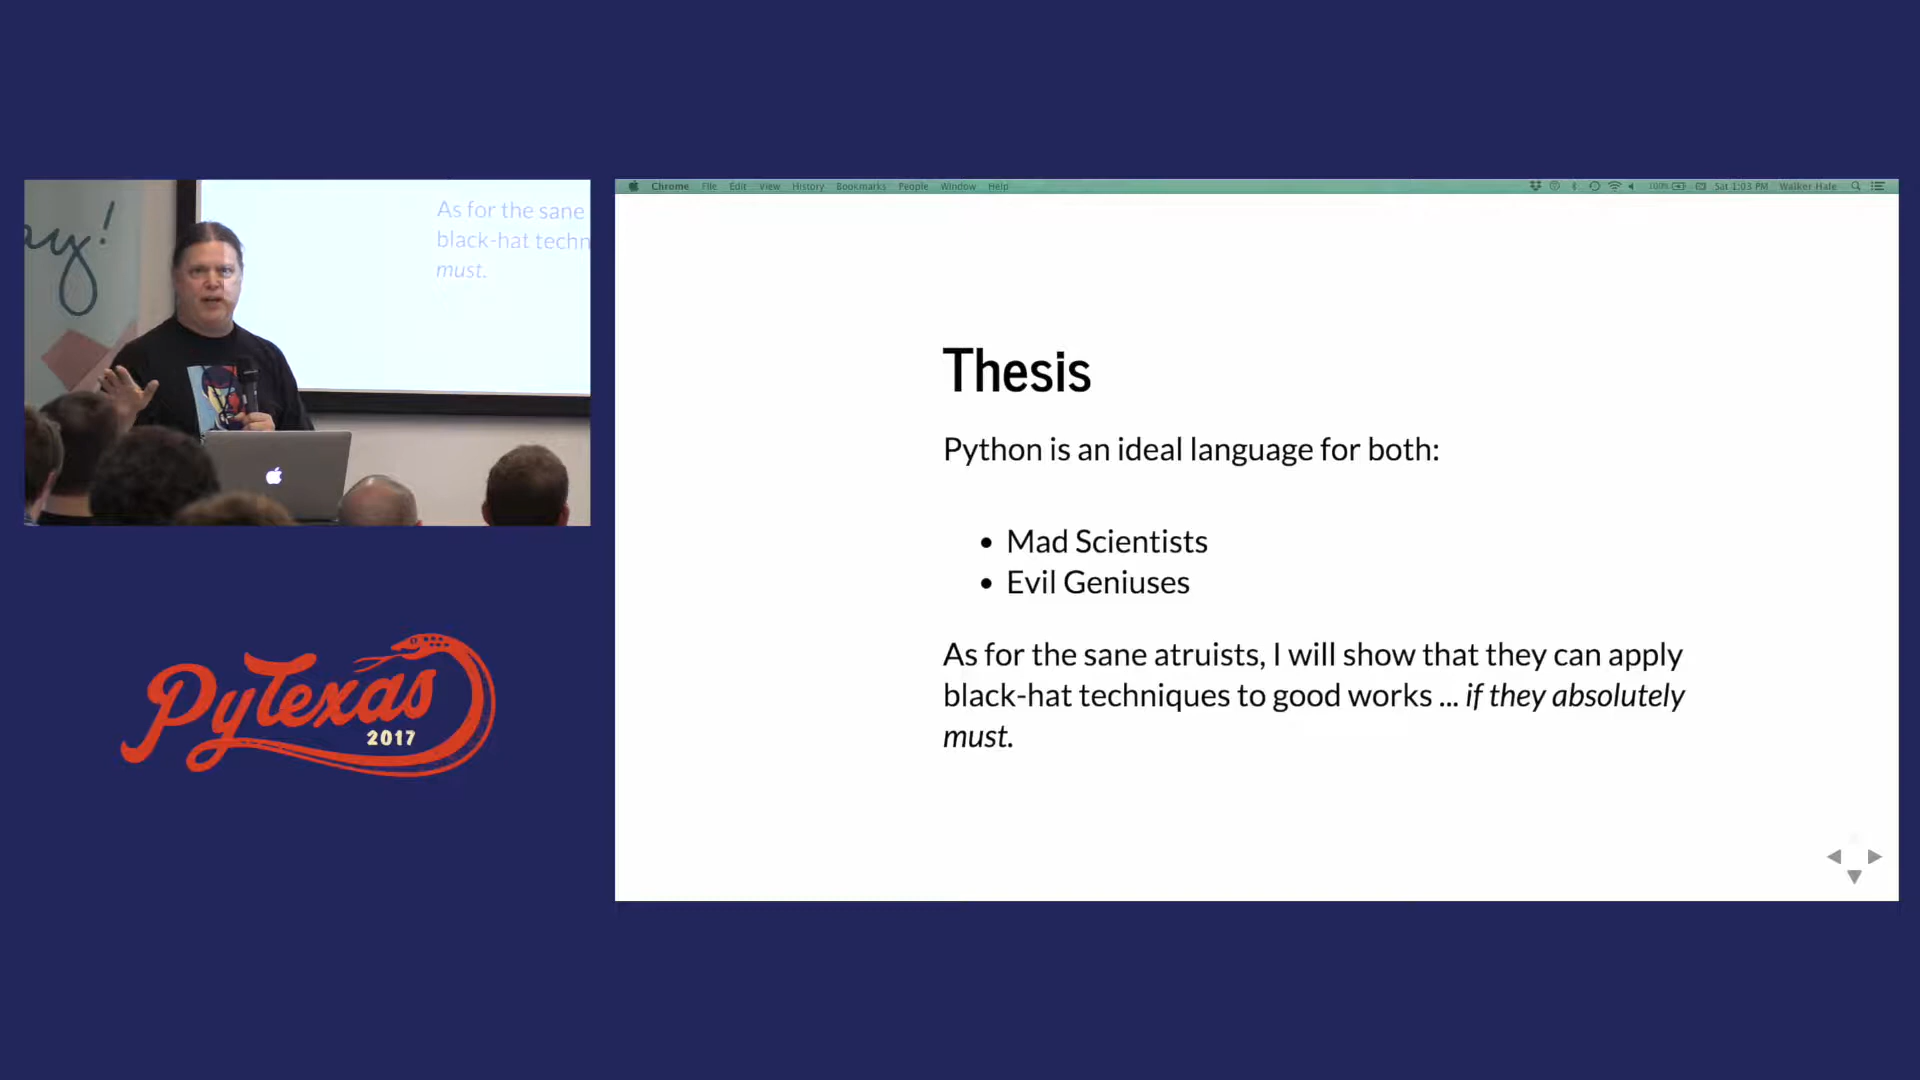 ay!
As for the sane
black-hat techn
must.
PyTexas
2017
Chrome File Edit View History Bookmarks People Window Help
100% Sat 1:03 PM Walker Hale
Thesis
Python is an ideal language for both:
• Mad Scientists
• Evil Geniuses
As for the sane atruists, I will show that they can apply
black-hat techniques to good works ... if they absolutely
must.